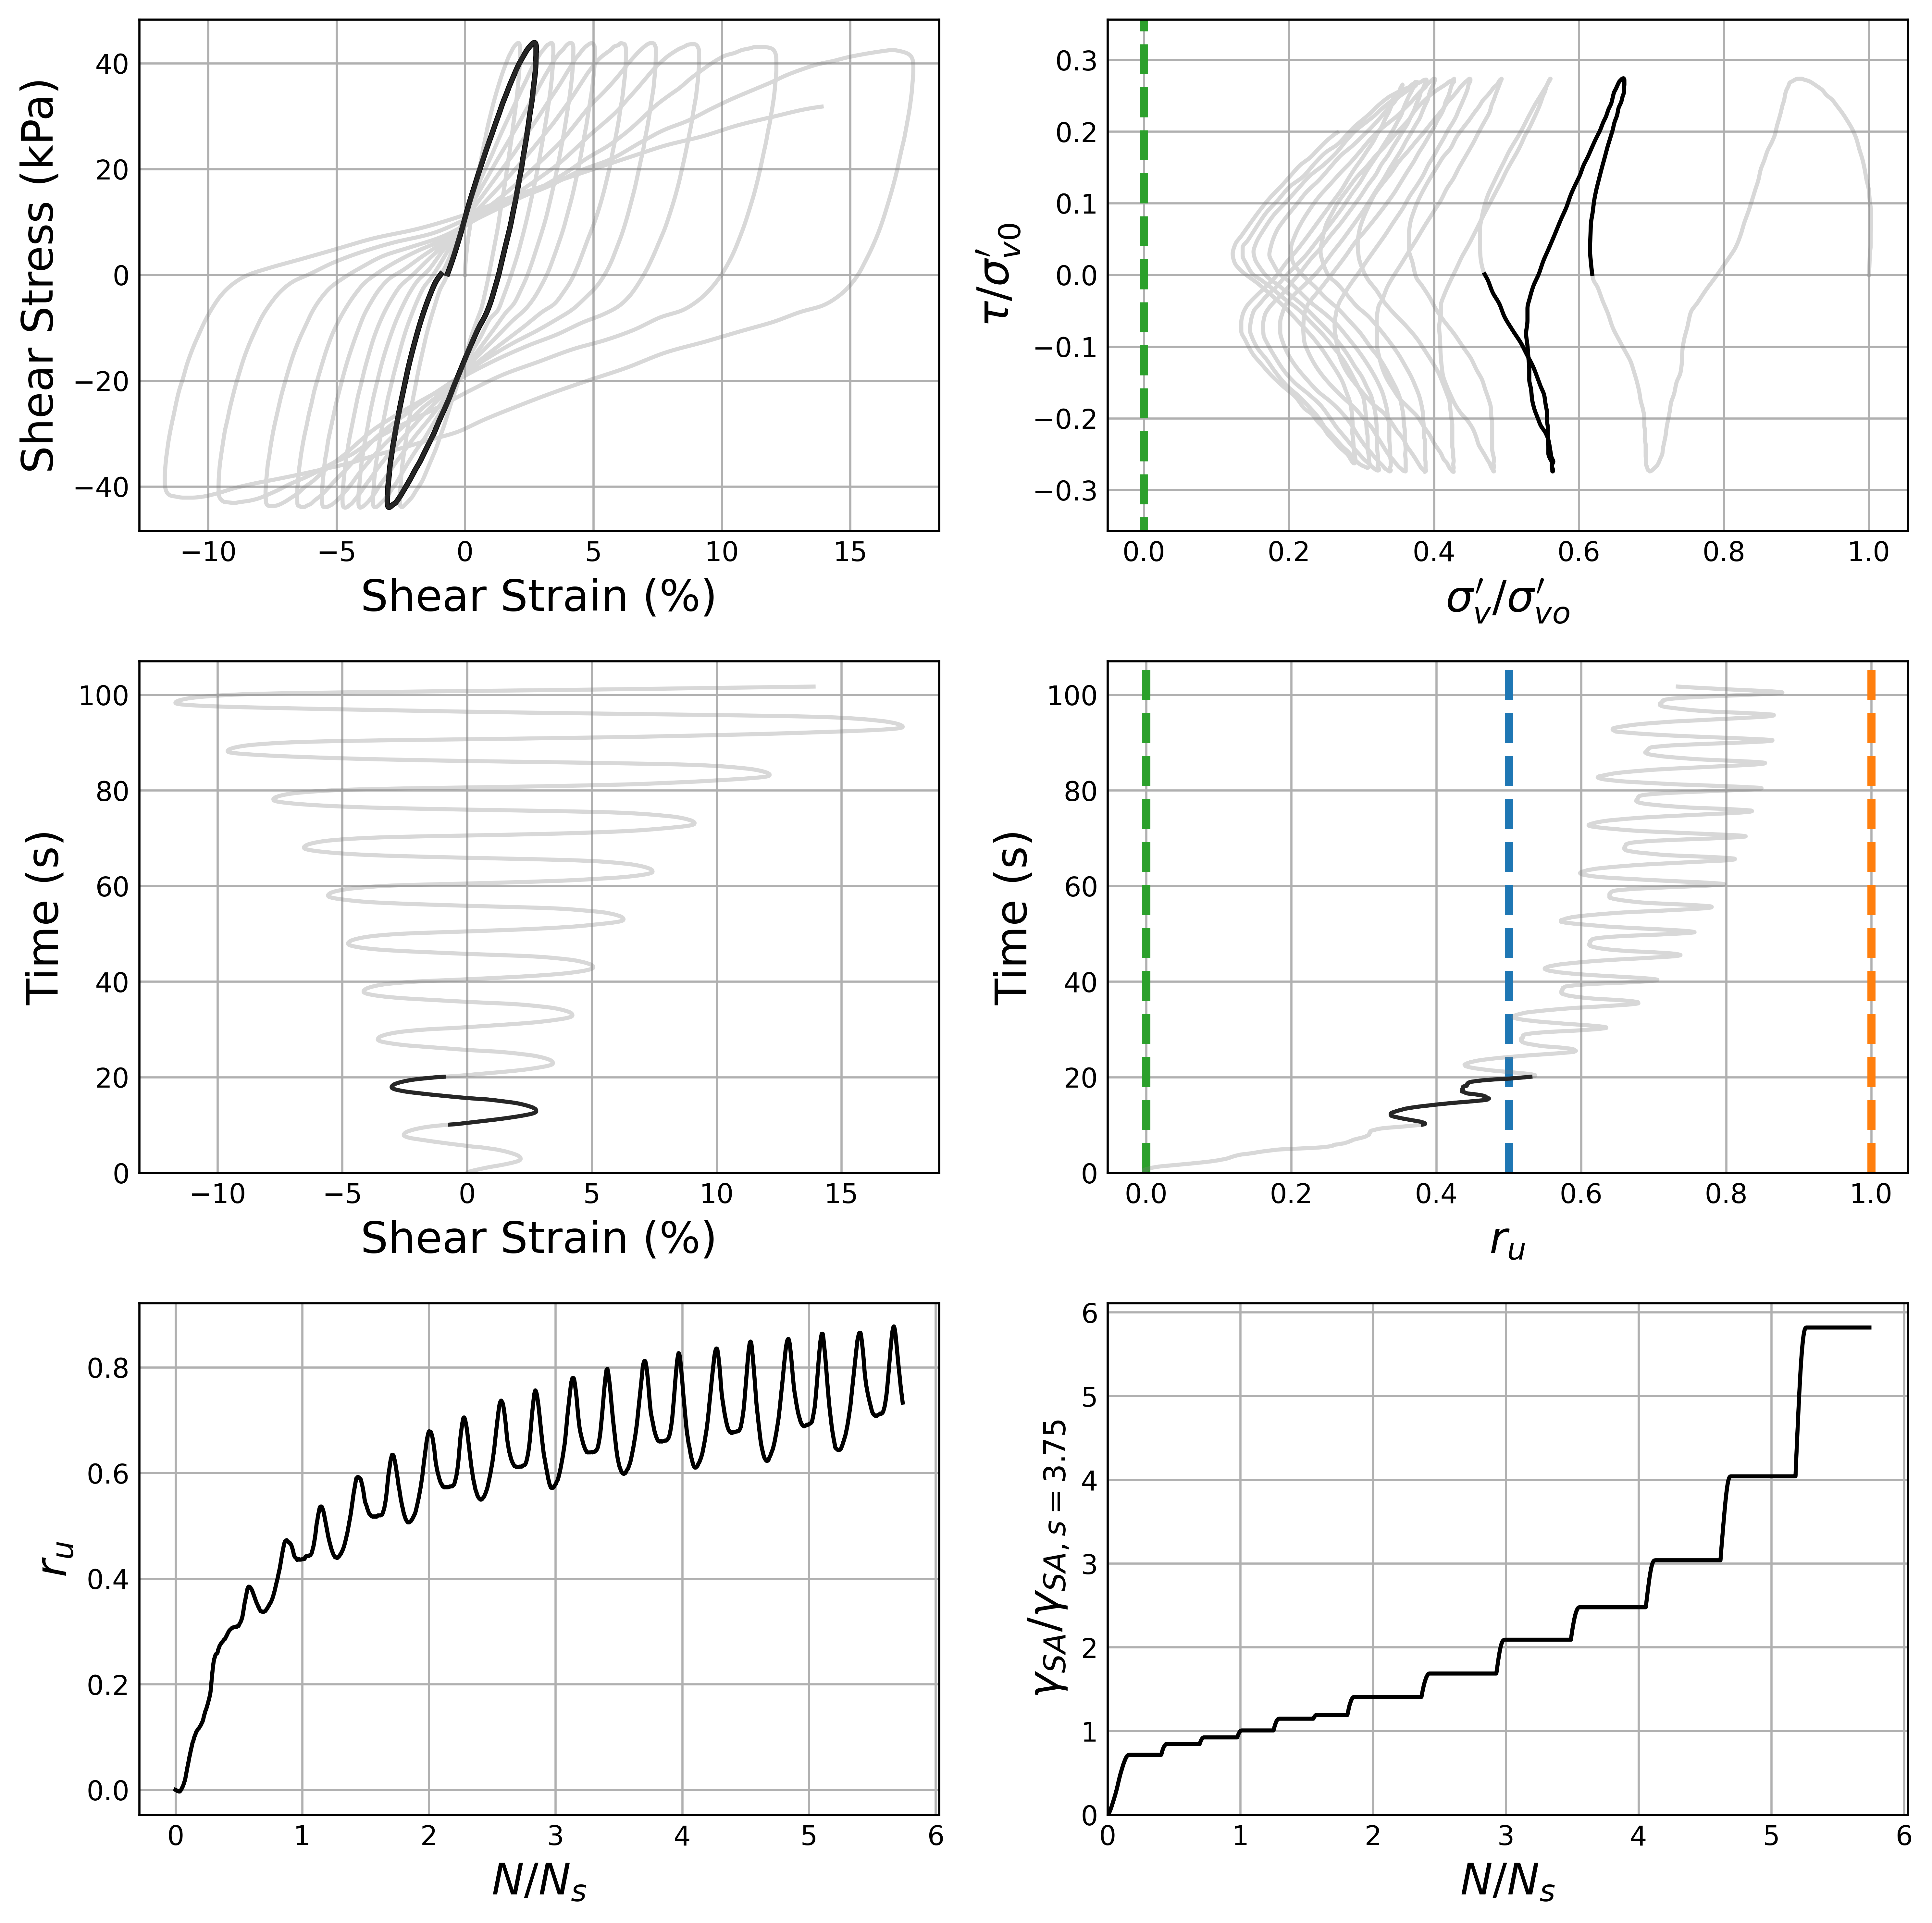 40
20
0
−20
−40
Shear Stress (kPa)
−10 −5 0 5 10 15
Shear Strain (%)
0.3
0.2
0.1
0.0
−0.1
−0.2
−0.3
τ/σ′v0
0.0 0.2 0.4 0.6 0.8 1.0
σ′v/σ′vo
100
80
60
40
20
0
Time (s)
−10 −5 0 5 10 15
Shear Strain (%)
100
80
60
40
20
0
Time (s)
0.0 0.2 0.4 0.6 0.8 1.0
ru
0.8
0.6
0.4
0.2
0.0
ru
0 1 2 3 4 5 6
N/Ns
6
5
4
3
2
1
0
γSA/γSA, s = 3.75
0 1 2 3 4 5 6
N/Ns